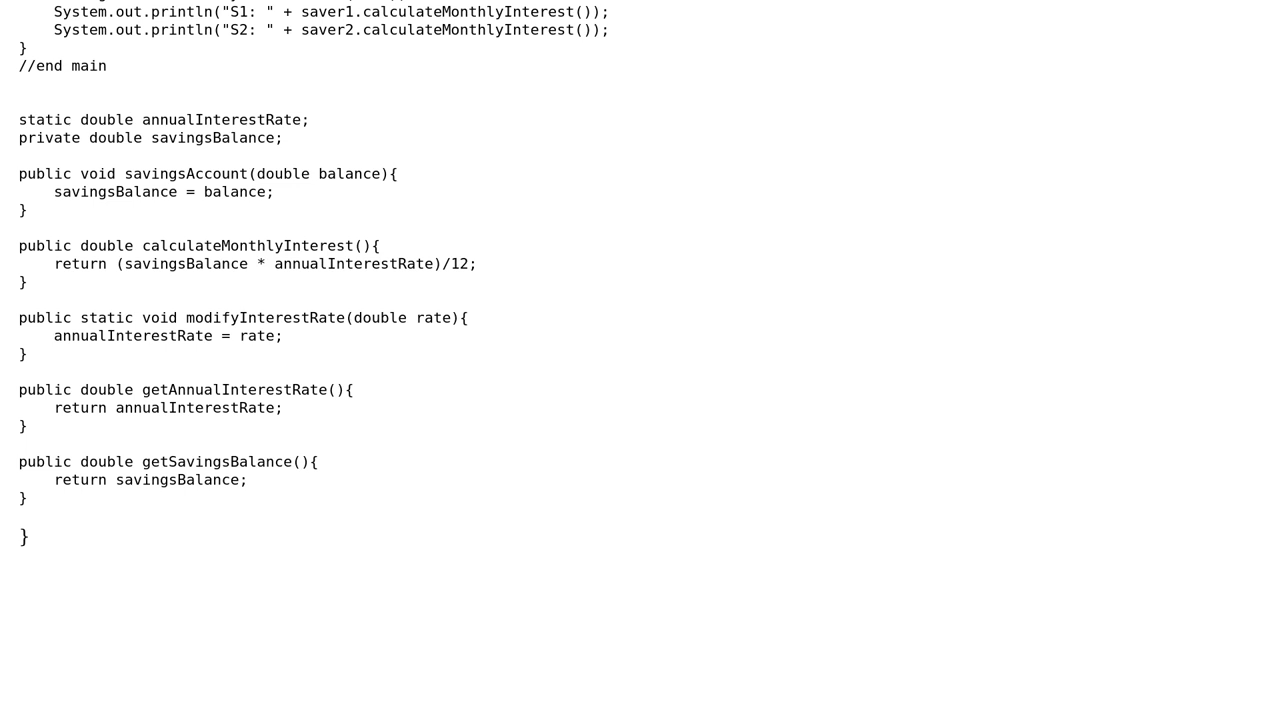 System.out.println("S1: " + saver1.calculateMonthlyInterest());
System.out.println("S2: " + saver2.calculateMonthlyInterest());
}
//end main
static double annualInterestRate;
private double savingsBalance;
public void savingsAccount(double balance){
savingsBalance = balance;
}
public double calculateMonthlyInterest(){
return (savingsBalance * annualInterestRate)/12;
}
public static void modifyInterestRate(double rate){
annualInterestRate = rate;
}
public double getAnnualInterestRate(){
return annualInterestRate;
}
public double getSavingsBalance(){
return savingsBalance;
}
}